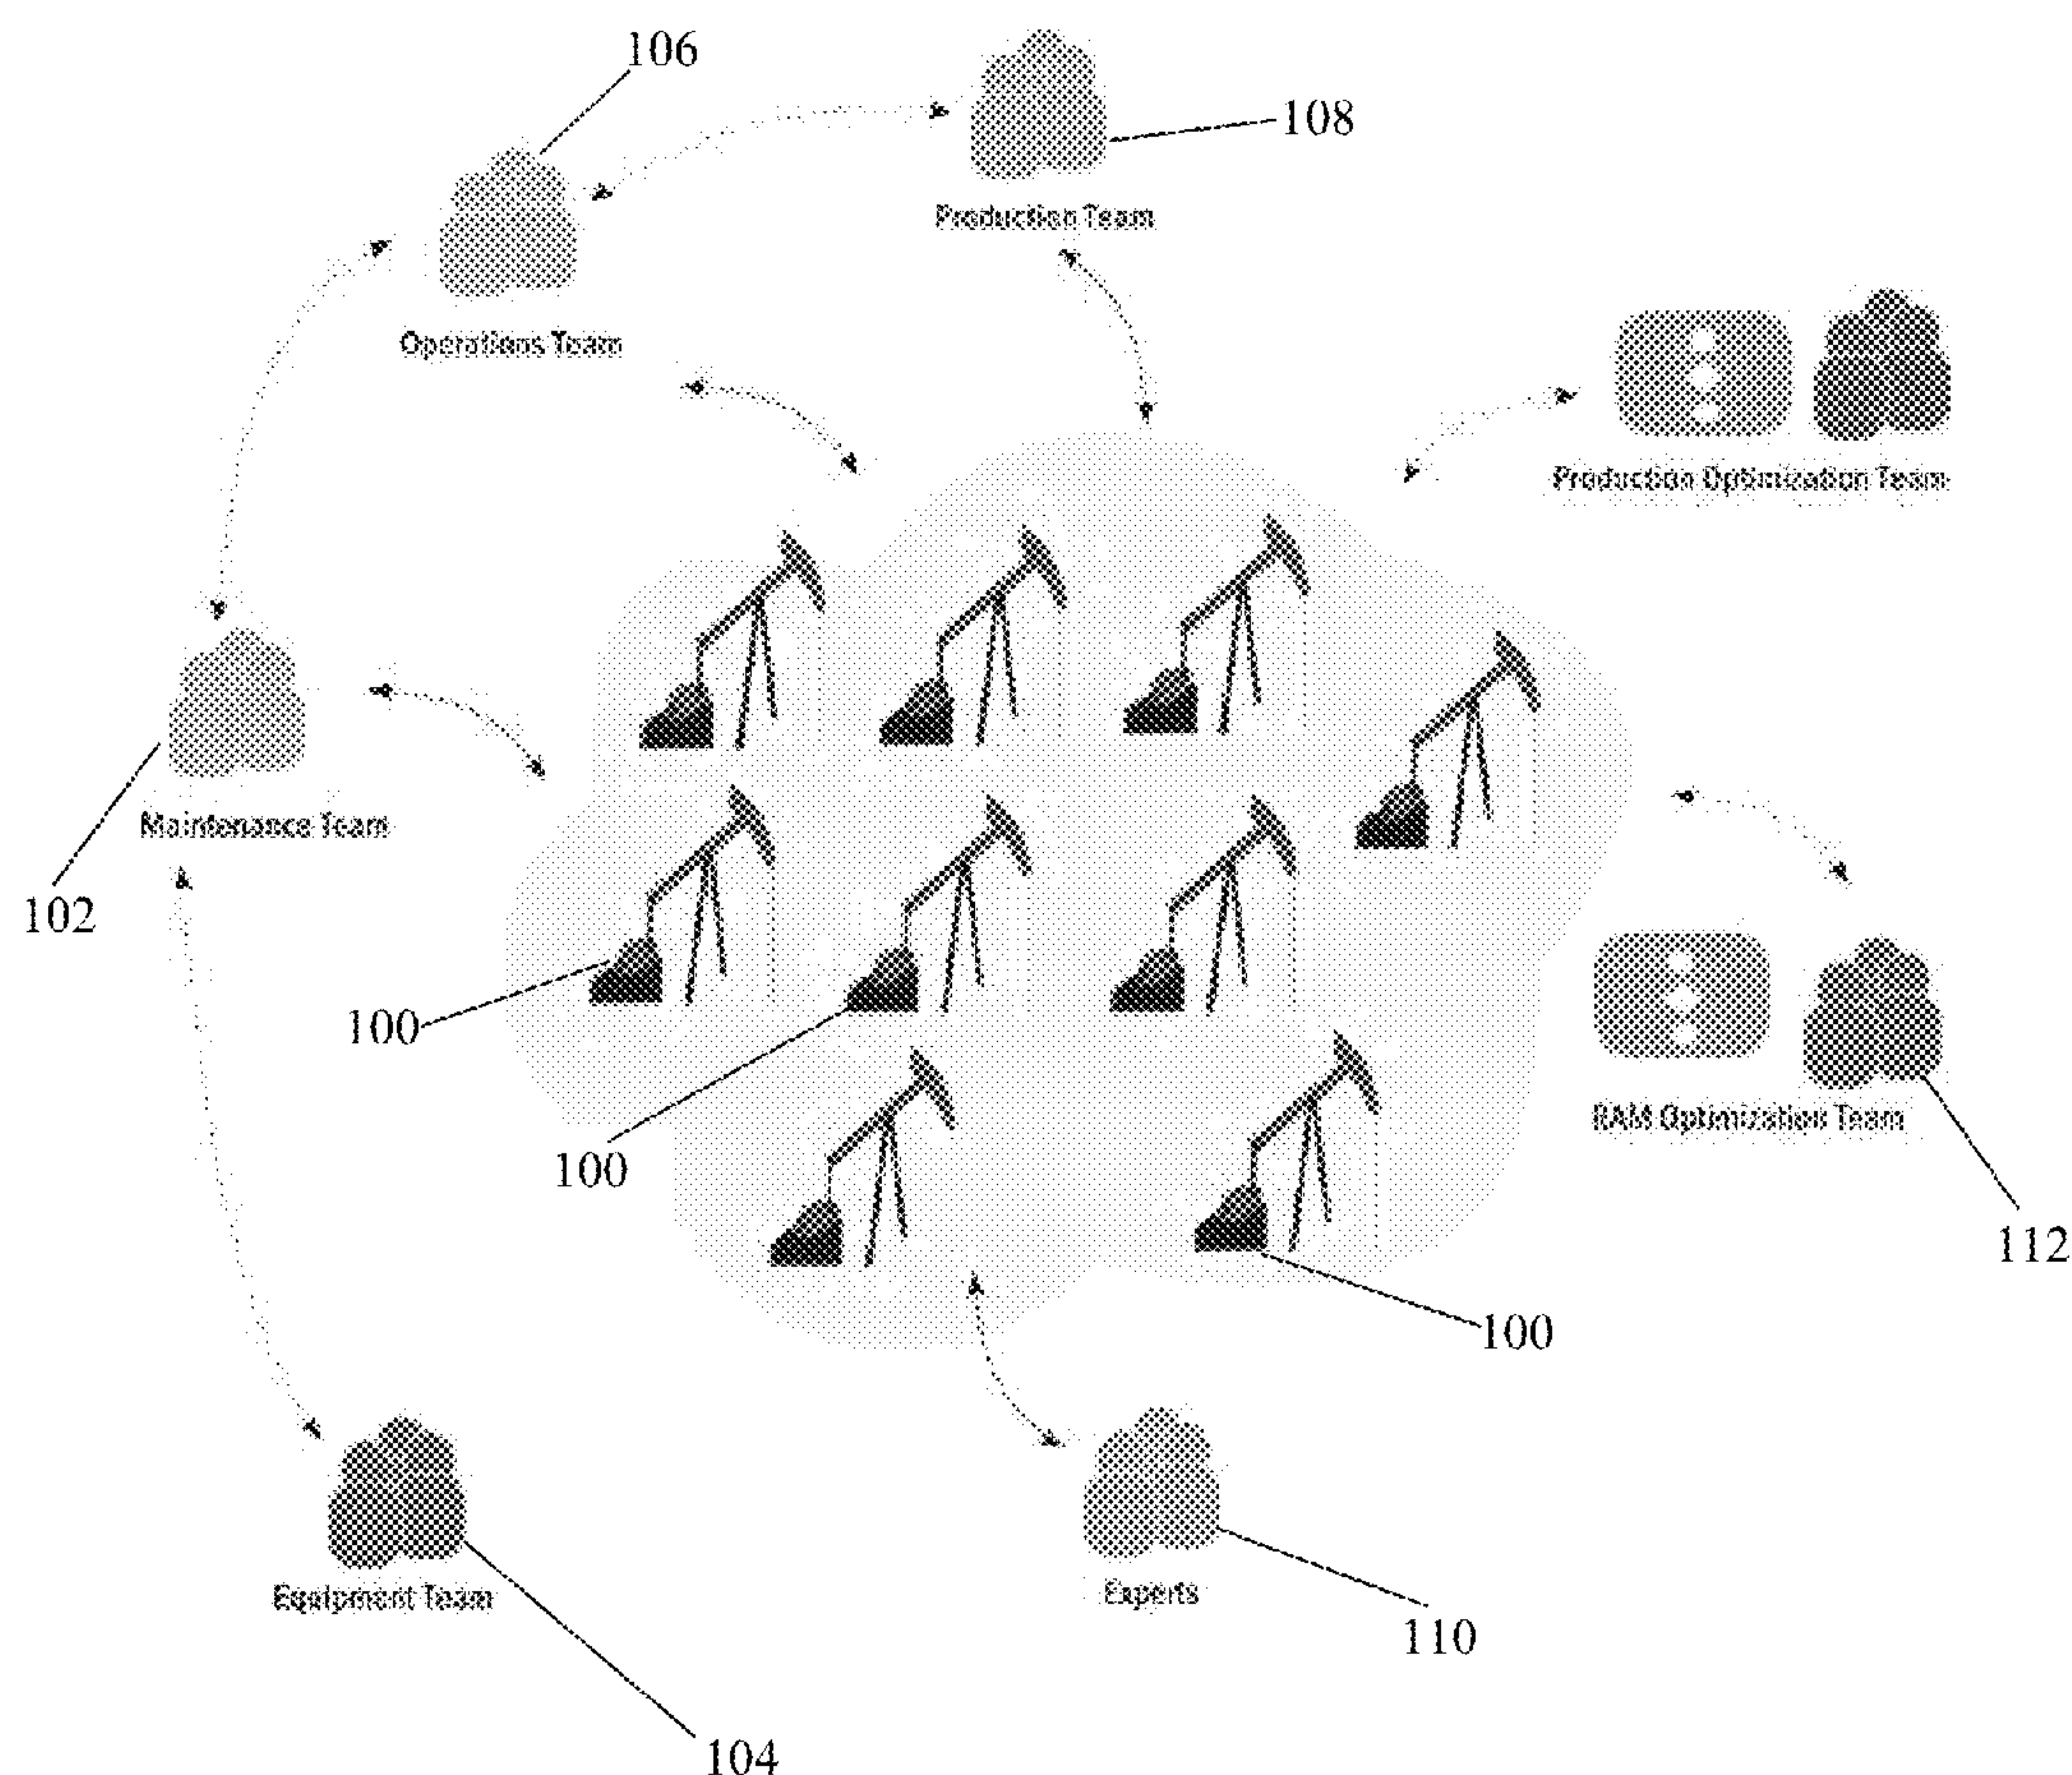 106
108
Production Team
Operations Team
Production Optimization Team
Maintenance Team
102
100
100
RAM Optimization Team
112
100
Equipment Team
Experts
110
104